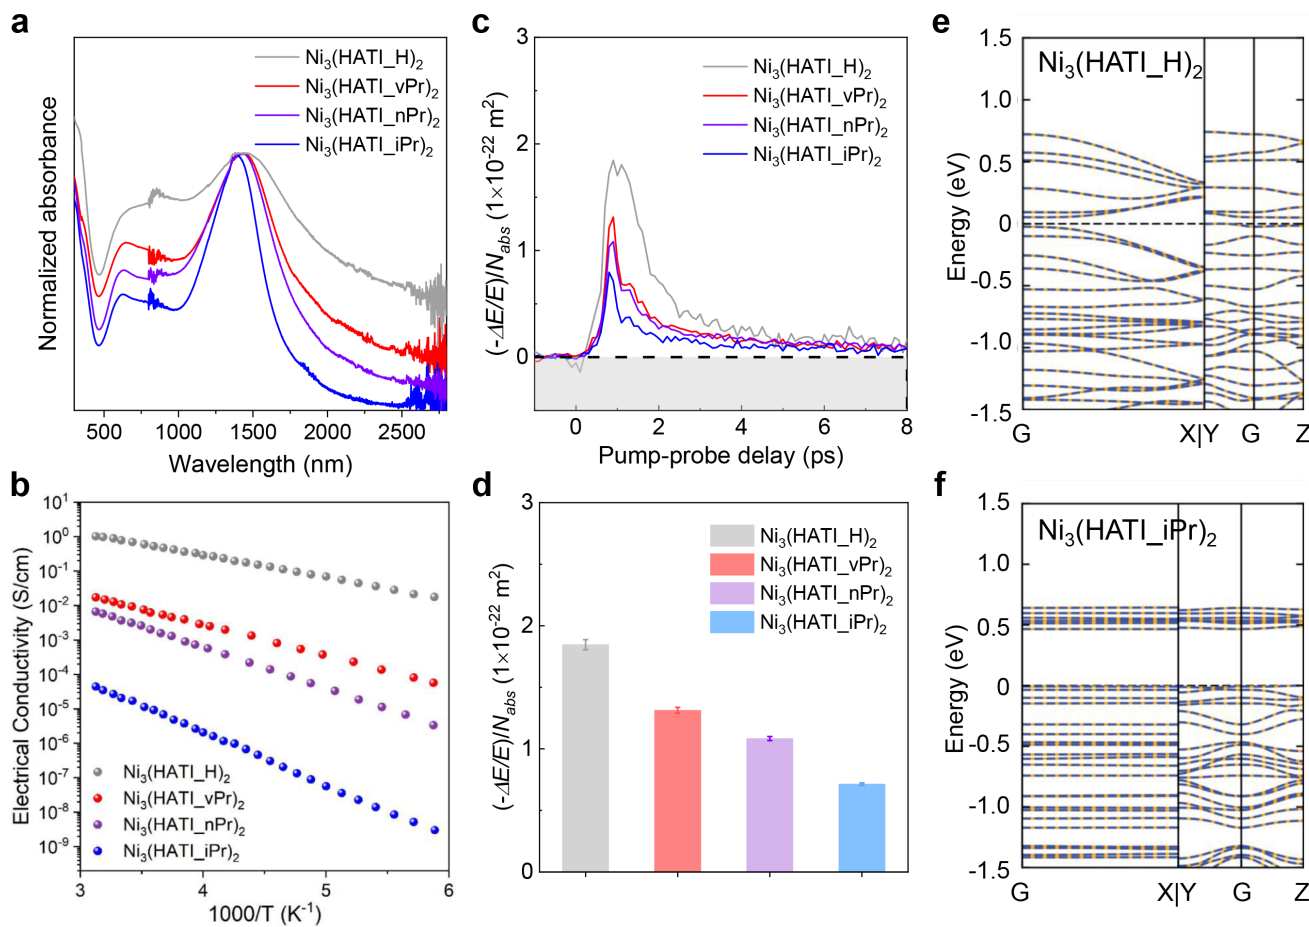 a
Normalized absorbance
Ni3(HATI_H)2
Ni3(HATI_vPr)2
Ni3(HATI_nPr)2
Ni3(HATI_iPr)2
500 1000 1500 2000 2500
Wavelength (nm)
b
Electrical Conductivity (S/cm)
10^1
10^0
10^-1
10^-2
10^-3
10^-4
10^-5
10^-6
10^-7
10^-8
10^-9
Ni3(HATI_H)2
Ni3(HATI_vPr)2
Ni3(HATI_nPr)2
Ni3(HATI_iPr)2
3 4 5 6
1000/T (K^-1)
c
(-ΔE/E)/Nabs (1×10^-22 m^2)
3
2
1
0
Ni3(HATI_H)2
Ni3(HATI_vPr)2
Ni3(HATI_nPr)2
Ni3(HATI_iPr)2
0 2 4 6 8
Pump-probe delay (ps)
d
(-ΔE/E)/Nabs (1×10^-22 m^2)
3
2
1
0
Ni3(HATI_H)2
Ni3(HATI_vPr)2
Ni3(HATI_nPr)2
Ni3(HATI_iPr)2
e
Ni3(HATI_H)2
Energy (eV)
1.5
1.0
0.5
0
-0.5
-1.0
-1.5
G X|Y G Z
f
Ni3(HATI_iPr)2
Energy (eV)
1.5
1.0
0.5
0
-0.5
-1.0
-1.5
G X|Y G Z